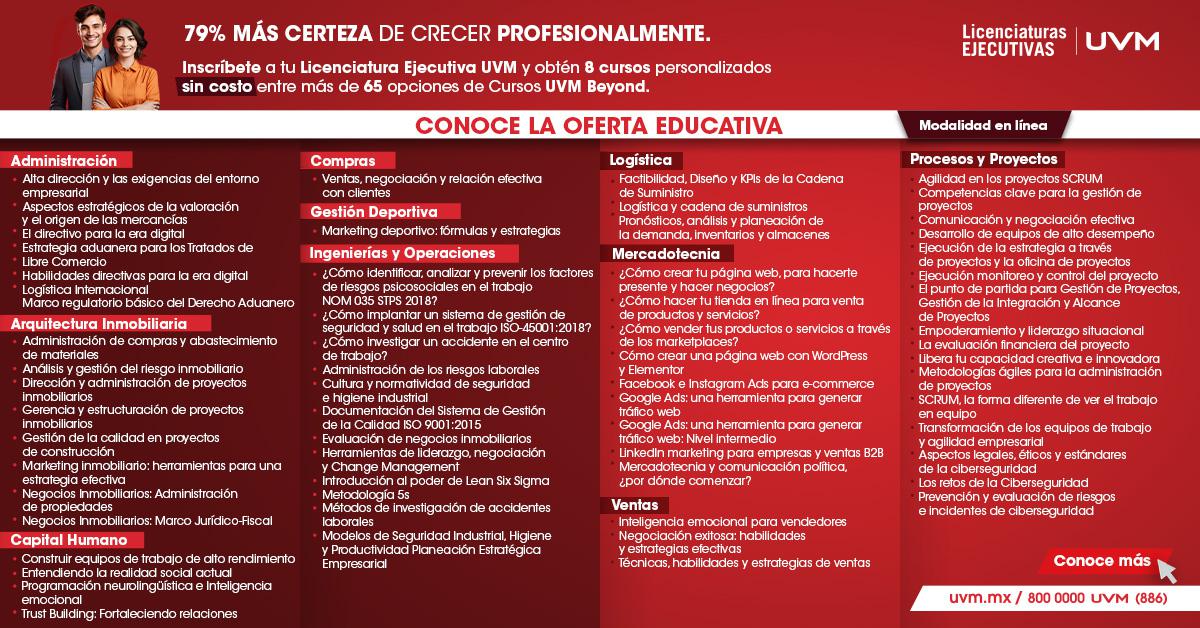 79% MÁS CERTEZA DE CRECER PROFESIONALMENTE.
Inscríbete a tu Licenciatura Ejecutiva UVM y obtén 8 cursos personalizados
sin costo entre más de 65 opciones de Cursos UVM Beyond.
Licenciaturas
EJECUTIVAS
UVM
CONOCE LA OFERTA EDUCATIVA
Modalidad en línea
Administración
• Alta dirección y las exigencias del entorno
empresarial
• Aspectos estratégicos de la valoración
y el origen de las mercancías
• El directivo para la era digital
• Estrategia aduanera para los Tratados de
• Libre Comercio
• Habilidades directivas para la era digital
• Logística Internacional
Marco regulatorio básico del Derecho Aduanero
Arquitectura Inmobiliaria
• Administración de compras y abastecimiento
de materiales
• Análisis y gestión del riesgo inmobiliario
• Dirección y administración de proyectos
inmobiliarios
• Gerencia y estructuración de proyectos
inmobiliarios
• Gestión de la calidad en proyectos
de construcción
• Marketing inmobiliario: herramientas para una
estrategia efectiva
• Negocios Inmobiliarios: Administración
de propiedades
• Negocios Inmobiliarios: Marco Jurídico-Fiscal
Capital Humano
• Construir equipos de trabajo de alto rendimiento
• Entendiendo la realidad social actual
• Programación neurolingüística e Inteligencia
emocional
• Trust Building: Fortaleciendo relaciones
Compras
• Ventas, negociación y relación efectiva
con clientes
Gestión Deportiva
• Marketing deportivo: fórmulas y estrategias
Ingenierías y Operaciones
• ¿Cómo identificar, analizar y prevenir los factores
de riesgos psicosociales en el trabajo
NOM 035 STPS 2018?
• ¿Cómo implantar un sistema de gestión de
seguridad y salud en el trabajo ISO-45001:2018?
• ¿Cómo investigar un accidente en el centro
de trabajo?
• Administración de los riesgos laborales
• Cultura y normatividad de seguridad
e higiene industrial
• Documentación del Sistema de Gestión
de la Calidad ISO 9001:2015
• Evaluación de negocios inmobiliarios
• Herramientas de liderazgo, negociación
y Change Management
• Introducción al poder de Lean Six Sigma
• Metodología 5s
• Métodos de investigación de accidentes
laborales
• Modelos de Seguridad Industrial, Higiene
y Productividad Planeación Estratégica
Empresarial
Logística
• Factibilidad, Diseño y KPIs de la Cadena
de Suministro
• Logística y cadena de suministros
• Pronósticos, análisis y planeación de
la demanda, inventarios y almacenes
Mercadotecnia
• ¿Cómo crear tu página web, para hacerte
presente y hacer negocios?
• ¿Cómo hacer tu tienda en línea para venta
de productos y servicios?
• ¿Cómo vender tus productos o servicios a través
de los marketplaces?
• Cómo crear una página web con WordPress
y Elementor
• Facebook e Instagram Ads para e-commerce
• Google Ads: una herramienta para generar
tráfico web
• Google Ads: una herramienta para generar
tráfico web: Nivel intermedio
• LinkedIn marketing para empresas y ventas B2B
• Mercadotecnia y comunicación política,
¿por dónde comenzar?
Ventas
• Inteligencia emocional para vendedores
• Negociación exitosa: habilidades
y estrategias efectivas
• Técnicas, habilidades y estrategias de ventas
Procesos y Proyectos
• Agilidad en los proyectos SCRUM
• Competencias clave para la gestión de
proyectos
• Comunicación y negociación efectiva
• Desarrollo de equipos de alto desempeño
• Ejecución de la estrategia a través
de proyectos y la oficina de proyectos
• Ejecución monitoreo y control del proyecto
• El punto de partida para Gestión de Proyectos,
Gestión de la Integración y Alcance
de Proyectos
• Empoderamiento y liderazgo situacional
• La evaluación financiera del proyecto
• Libera tu capacidad creativa e innovadora
• Metodologías ágiles para la administración
de proyectos
• SCRUM, la forma diferente de ver el trabajo
en equipo
• Transformación de los equipos de trabajo
y agilidad empresarial
• Aspectos legales, éticos y estándares
de la ciberseguridad
• Los retos de la Ciberseguridad
• Prevención y evaluación de riesgos
e incidentes de ciberseguridad
Conoce más
uvm.mx / 800 0000 UVM (886)